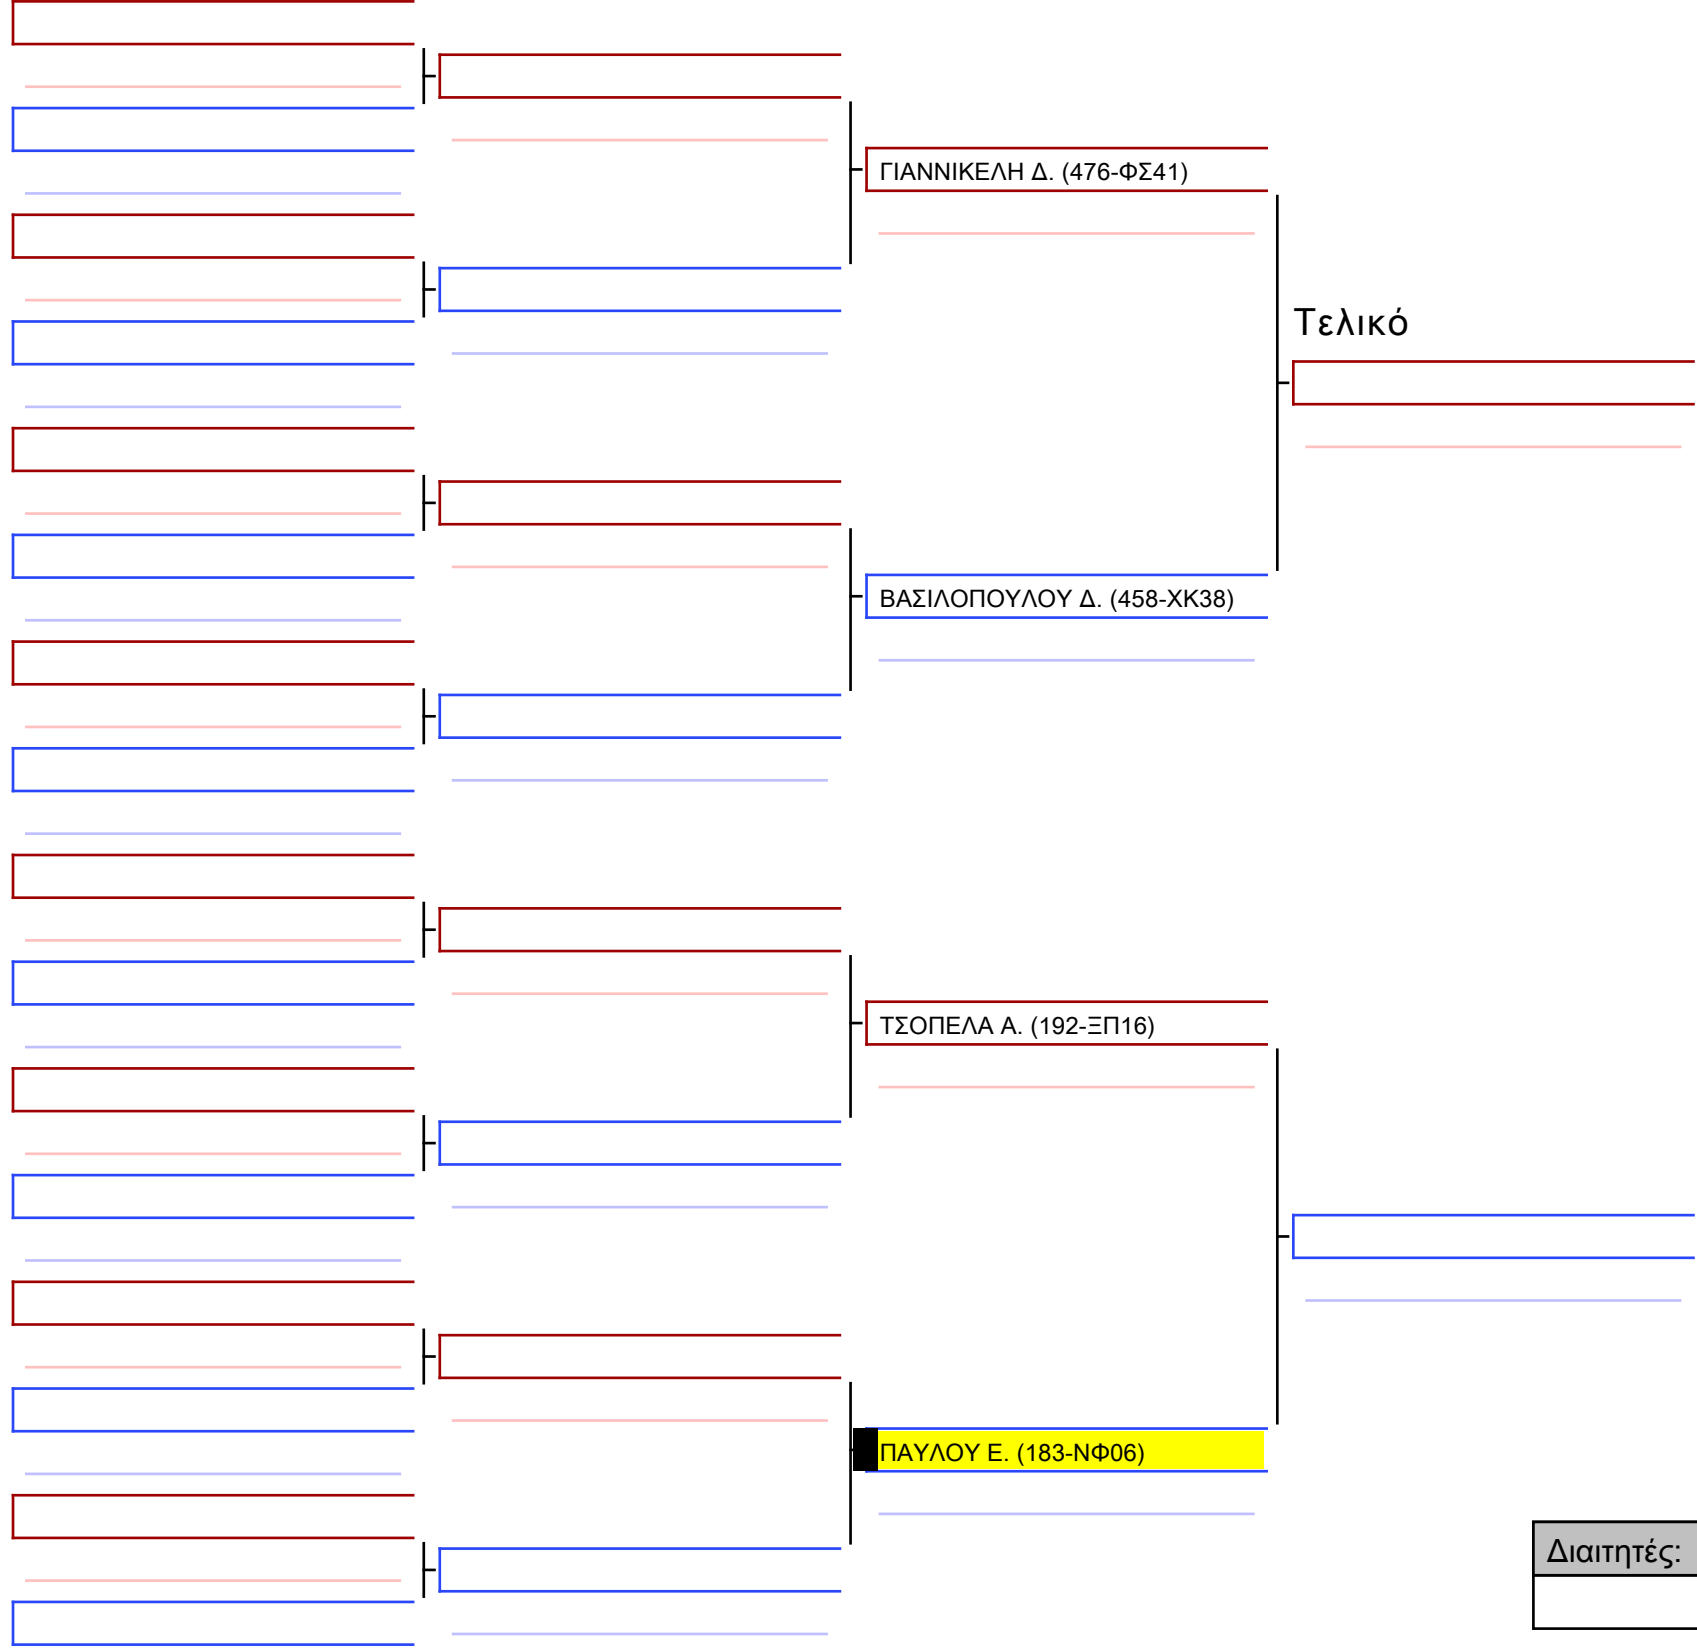 ΓΙΑΝΝΙΚΕΛΗ Δ. (476-ΦΣ41)
Τελικό
ΒΑΣΙΛΟΠΟΥΛΟΥ Δ. (458-ΧΚ38)
ΤΣΟΠΕΛΑ Α. (192-ΞΠ16)
ΠΑΥΛΟΥ Ε. (183-ΝΦ06)
Διαιτητές: